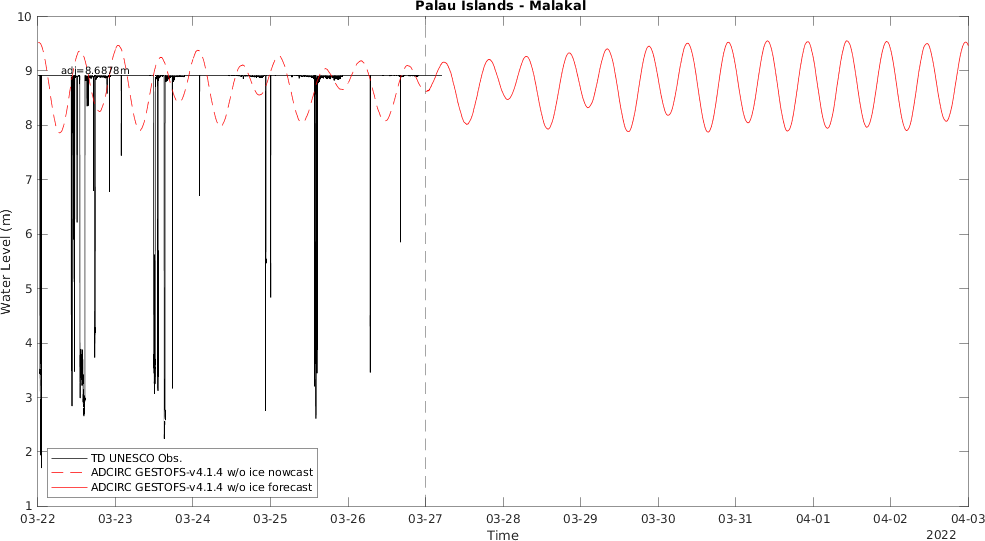 Palau Islands - Malakal
10
9
8
7
6
5
4
3
2
1
Water Level (m)
adj=8.6878m
TD UNESCO Obs.
ADCIRC GESTOFS-v4.1.4 w/o ice nowcast
ADCIRC GESTOFS-v4.1.4 w/o ice forecast
03-22 03-23 03-24 03-25 03-26 03-27 03-28 03-29 03-30 03-31 04-01 04-02 04-03
Time
2022